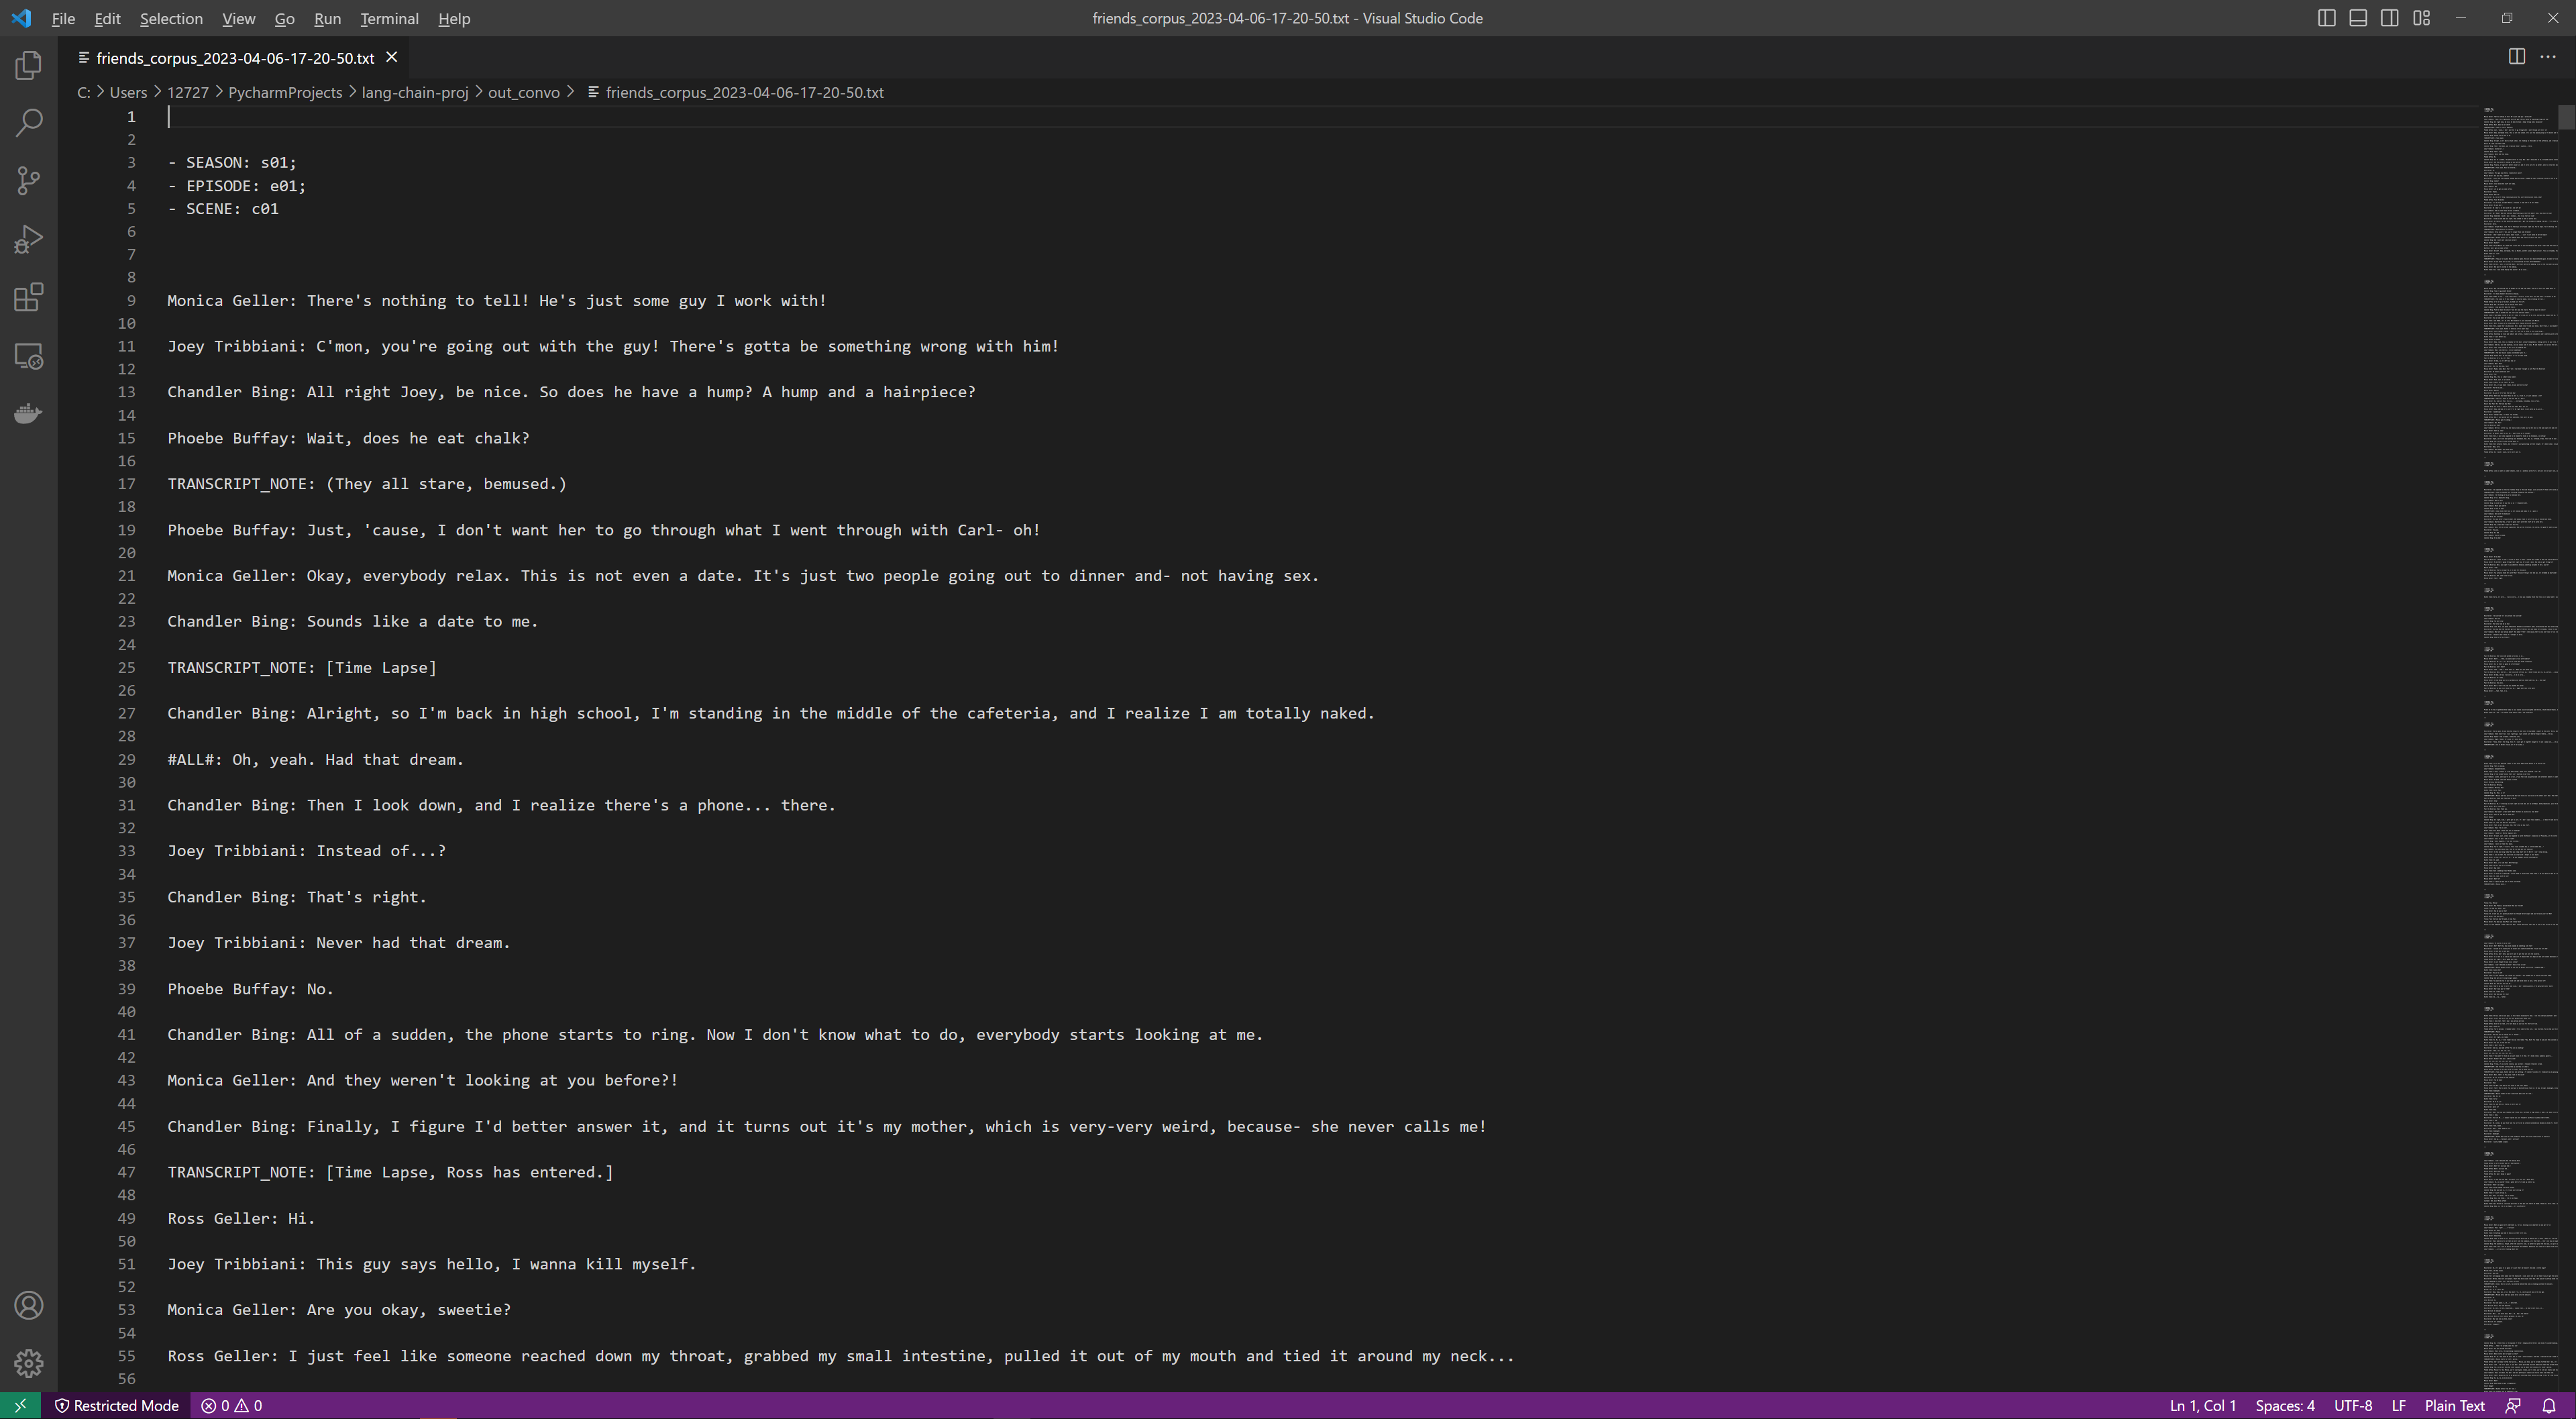 File Edit Selection View Go Run Terminal Help
friends_corpus_2023-04-06-17-20-50.txt - Visual Studio Code
friends_corpus_2023-04-06-17-20-50.txt
C: > Users > 12727 > PycharmProjects > lang-chain-proj > out_convo > friends_corpus_2023-04-06-17-20-50.txt
1
2
3 - SEASON: s01;
4 - EPISODE: e01;
5 - SCENE: c01
6
7
8
9 Monica Geller: There's nothing to tell! He's just some guy I work with!
10
11 Joey Tribbiani: C'mon, you're going out with the guy! There's gotta be something wrong with him!
12
13 Chandler Bing: All right Joey, be nice. So does he have a hump? A hump and a hairpiece?
14
15 Phoebe Buffay: Wait, does he eat chalk?
16
17 TRANSCRIPT_NOTE: (They all stare, bemused.)
18
19 Phoebe Buffay: Just, 'cause, I don't want her to go through what I went through with Carl- oh!
20
21 Monica Geller: Okay, everybody relax. This is not even a date. It's just two people going out to dinner and- not having sex.
22
23 Chandler Bing: Sounds like a date to me.
24
25 TRANSCRIPT_NOTE: [Time Lapse]
26
27 Chandler Bing: Alright, so I'm back in high school, I'm standing in the middle of the cafeteria, and I realize I am totally naked.
28
29 #ALL#: Oh, yeah. Had that dream.
30
31 Chandler Bing: Then I look down, and I realize there's a phone... there.
32
33 Joey Tribbiani: Instead of...?
34
35 Chandler Bing: That's right.
36
37 Joey Tribbiani: Never had that dream.
38
39 Phoebe Buffay: No.
40
41 Chandler Bing: All of a sudden, the phone starts to ring. Now I don't know what to do, everybody starts looking at me.
42
43 Monica Geller: And they weren't looking at you before?!
44
45 Chandler Bing: Finally, I figure I'd better answer it, and it turns out it's my mother, which is very-very weird, because- she never calls me!
46
47 TRANSCRIPT_NOTE: [Time Lapse, Ross has entered.]
48
49 Ross Geller: Hi.
50
51 Joey Tribbiani: This guy says hello, I wanna kill myself.
52
53 Monica Geller: Are you okay, sweetie?
54
55 Ross Geller: I just feel like someone reached down my throat, grabbed my small intestine, pulled it out of my mouth and tied it around my neck...
56
Restricted Mode 0 0 Ln 1, Col 1 Spaces: 4 UTF-8 LF Plain Text